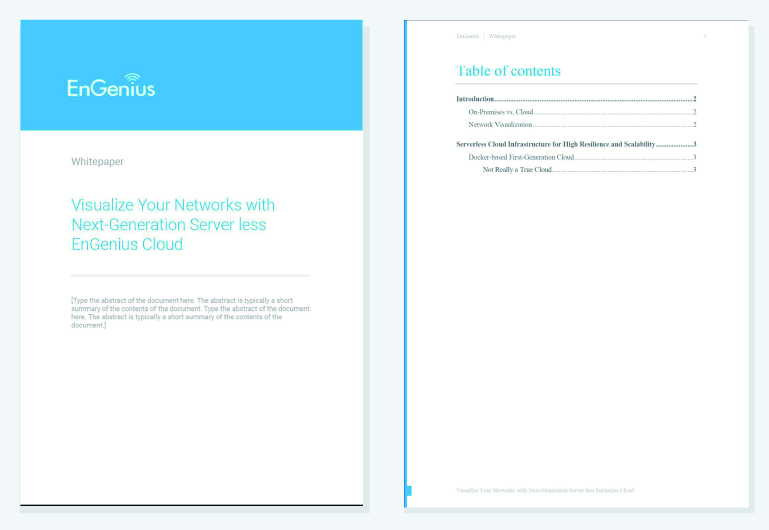 EnGenius
Whitepaper
Visualize Your Networks with
Next-Generation Server less
EnGenius Cloud
[Type the abstract of the document here. The abstract is typically a short
summary of the contents of the document. Type the abstract of the document
here. The abstract is typically a short summary of the contents of the
document.]
EnGenius | Whitepaper 1
Table of contents
Introduction 2
On-Premises vs. Cloud 2
Network Visualization 2
Serverless Cloud Infrastructure for High Resilience and Scalability 3
Docker-based First-Generation Cloud 3
Not Really a True Cloud 3
Visualize Your Networks with Next-Generation Server less EnGenius Cloud